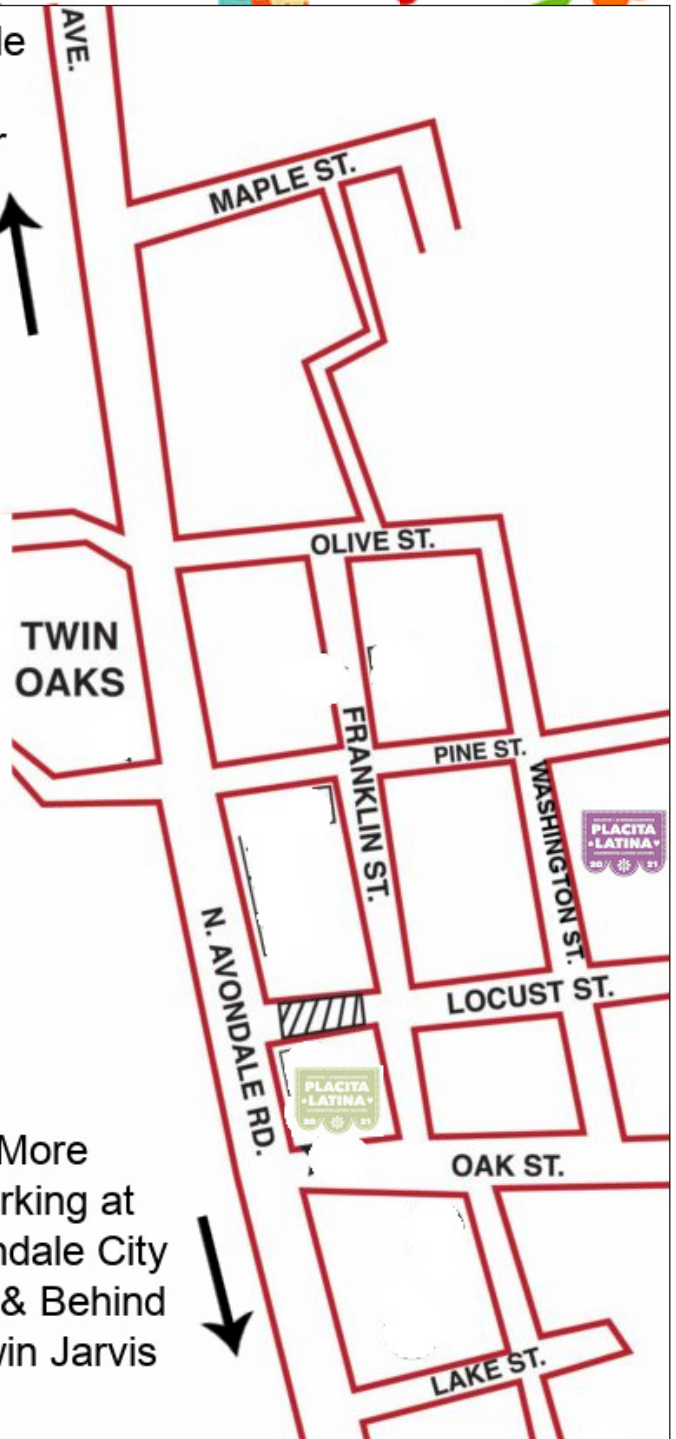 le
AVE.
r
MAPLE ST.
OLIVE ST.
TWIN
OAKS
FRANKLIN ST.
PINE ST.
WASHINGTON ST.
PLACITA
LATINA
20 21
N. AVONDALE RD.
LOCUST ST.
PLACITA
LATINA
20 21
More
rking at
ndale City
& Behind
vin Jarvis
OAK ST.
LAKE ST.